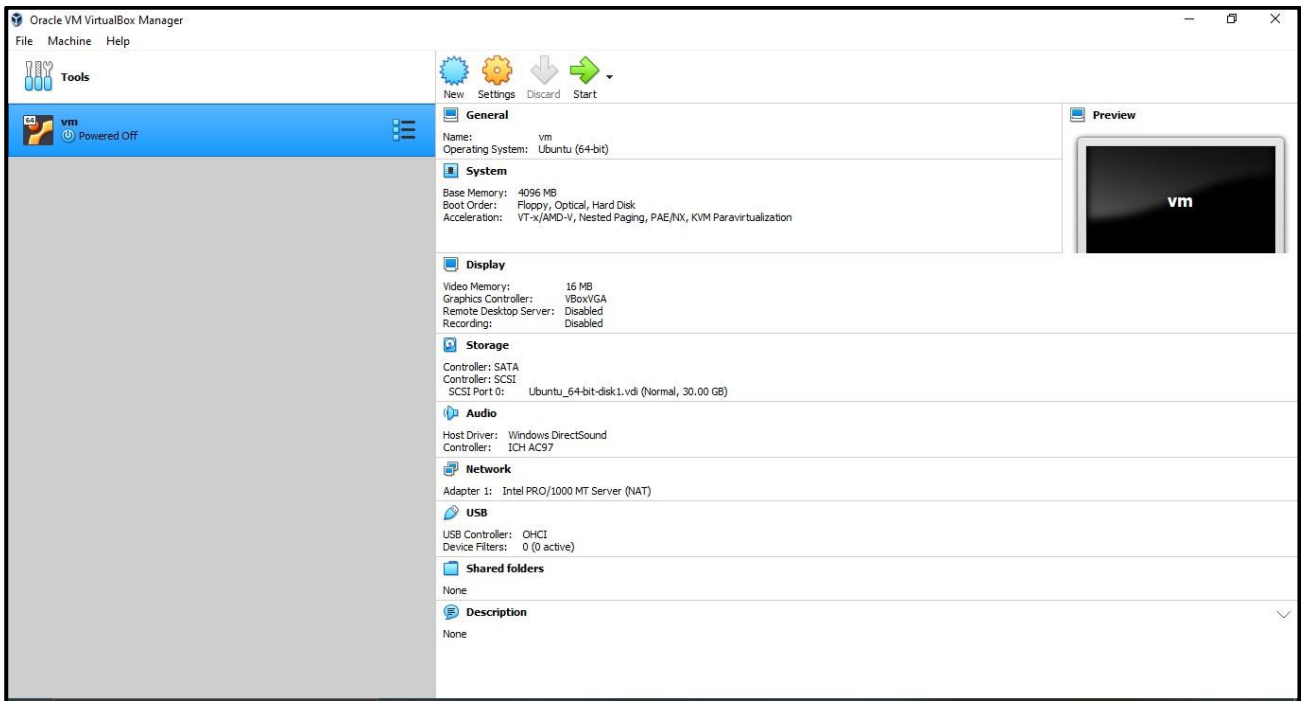 Oracle VM VirtualBox Manager
File Machine Help
Tools
New Settings Discard Start
64
vm
Powered Off
General
Name: vm
Operating System: Ubuntu (64-bit)
System
Base Memory: 4096 MB
Boot Order: Floppy, Optical, Hard Disk
Acceleration: VT-x/AMD-V, Nested Paging, PAE/NX, KVM Paravirtualization
Preview
vm
Display
Video Memory: 16 MB
Graphics Controller: VBoxVGA
Remote Desktop Server: Disabled
Recording: Disabled
Storage
Controller: SATA
Controller: SCSI
SCSI Port 0: Ubuntu_64-bit-disk1.vdi (Normal, 30.00 GB)
Audio
Host Driver: Windows DirectSound
Controller: ICH AC97
Network
Adapter 1: Intel PRO/1000 MT Server (NAT)
USB
USB Controller: OHCI
Device Filters: 0 (0 active)
Shared folders
None
Description
None